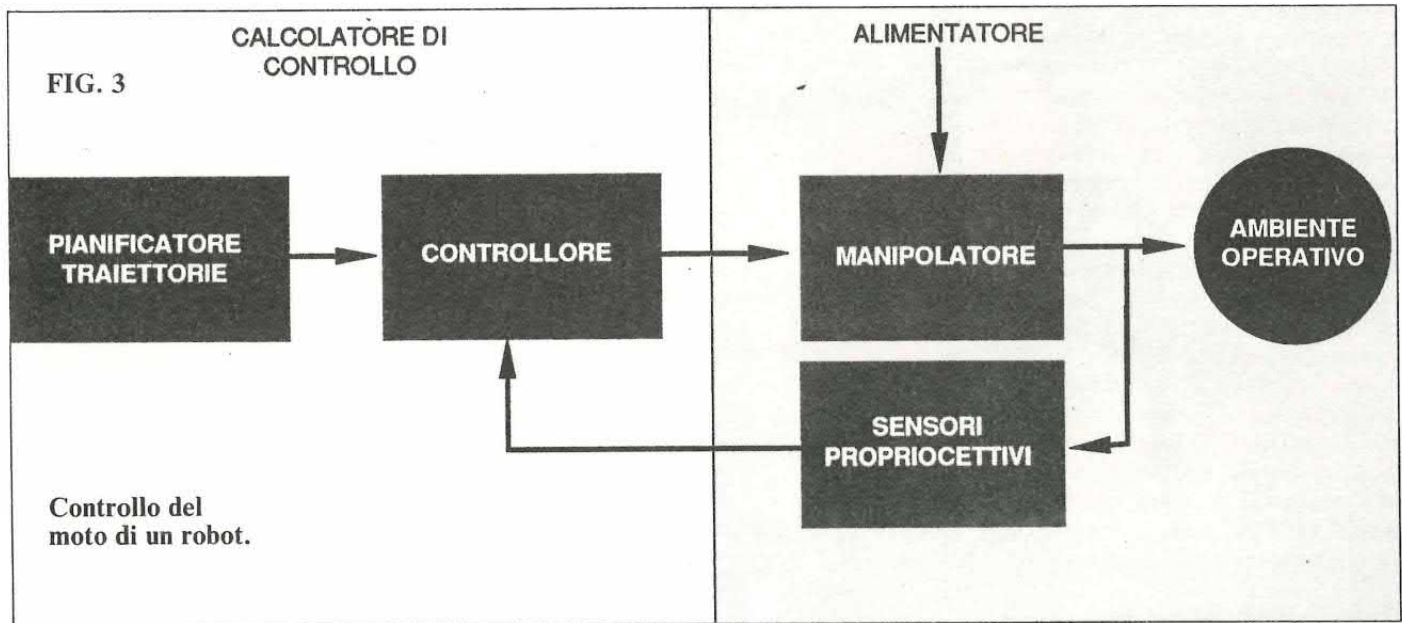 CALCOLATORE DI
CONTROLLO
ALIMENTATORE
FIG. 3
PIANIFICATORE
TRAIETTORIE
CONTROLLORE
MANIPOLATORE
AMBIENTE
OPERATIVO
SENSORI
PROPRIOCETTIVI
Controllo del
moto di un robot.